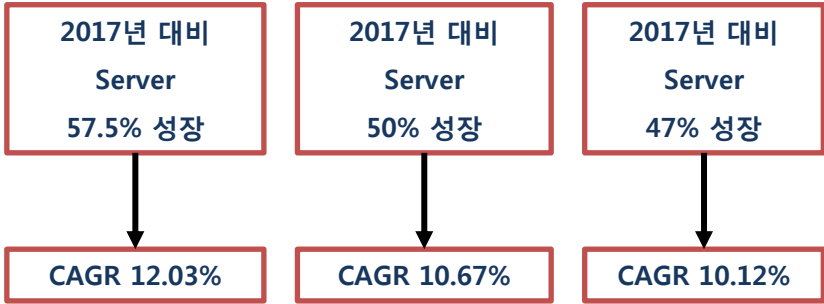 2017년 대비
Server
57.5% 성장
CAGR 12.03%
2017년 대비
Server
50% 성장
CAGR 10.67%
2017년 대비
Server
47% 성장
CAGR 10.12%